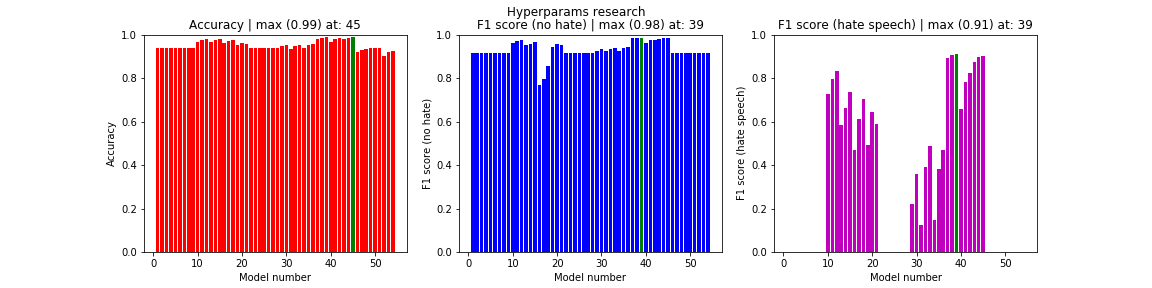 Hyperparams research
Accuracy | max (0.99) at: 45
1.0
0.8
0.6
0.4
0.2
0.0
Accuracy
0 10 20 30 40 50
Model number
F1 score (no hate) | max (0.98) at: 39
1.0
0.8
0.6
0.4
0.2
0.0
F1 score (no hate)
0 10 20 30 40 50
Model number
F1 score (hate speech) | max (0.91) at: 39
1.0
0.8
0.6
0.4
0.2
0.0
F1 score (hate speech)
0 10 20 30 40 50
Model number